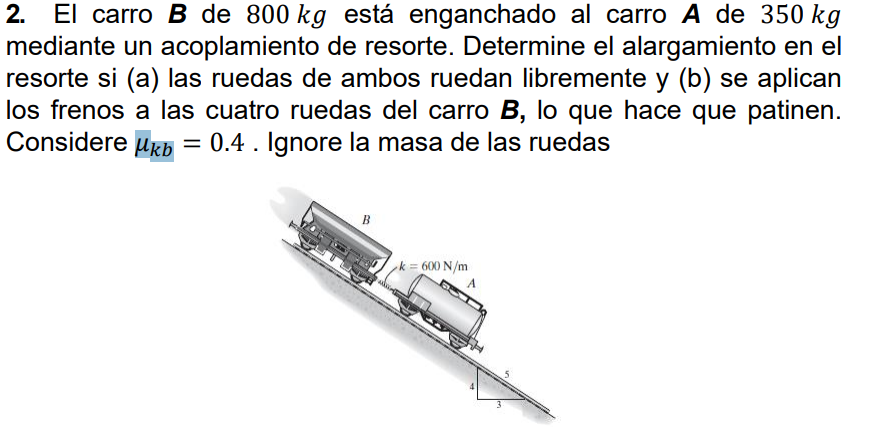 2. El carro B de 800 kg está enganchado al carro A de 350 kg
mediante un acoplamiento de resorte. Determine el alargamiento en el
resorte si (a) las ruedas de ambos ruedan libremente y (b) se aplican
los frenos a las cuatro ruedas del carro B, lo que hace que patinen.
Considere μkb = 0.4 . Ignore la masa de las ruedas
B
k = 600 N/m
A
5
4
3